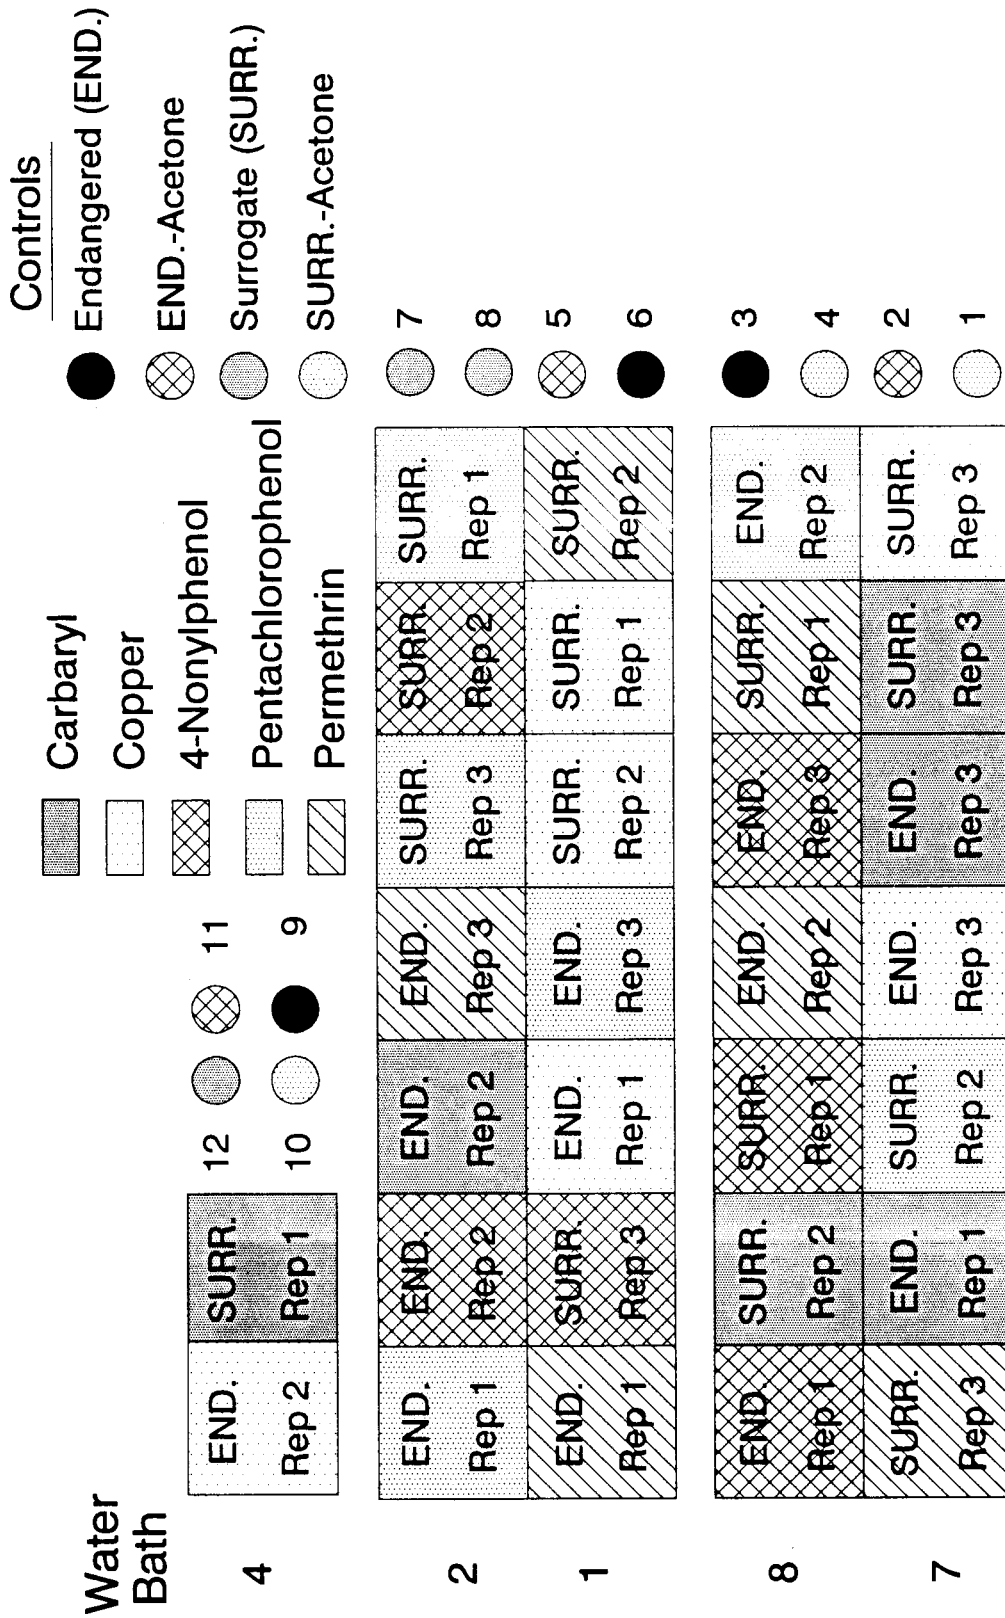 Controls
Endangered (END.)
END.-Acetone
Surrogate (SURR.)
SURR.-Acetone
Carbaryl
Copper
4-Nonylphenol
Pentachlorophenol
Permethrin
Water
Bath
4
END.
Rep 2
SURR.
Rep 1
12
11
10
9
2
END.
Rep 1
END.
Rep 2
END.
Rep 2
END.
Rep 3
SURR.
Rep 3
SURR.
Rep 2
SURR.
Rep 1
7
8
1
END.
Rep 1
SURR.
Rep 3
END.
Rep 1
END.
Rep 3
SURR.
Rep 2
SURR.
Rep 1
SURR.
Rep 2
5
6
8
END.
Rep 1
SURR.
Rep 2
SURR.
Rep 1
END.
Rep 2
END.
Rep 3
SURR.
Rep 1
END.
Rep 2
3
4
7
SURR.
Rep 3
END.
Rep 1
SURR.
Rep 2
END.
Rep 3
END.
Rep 3
SURR.
Rep 3
SURR.
Rep 3
2
1